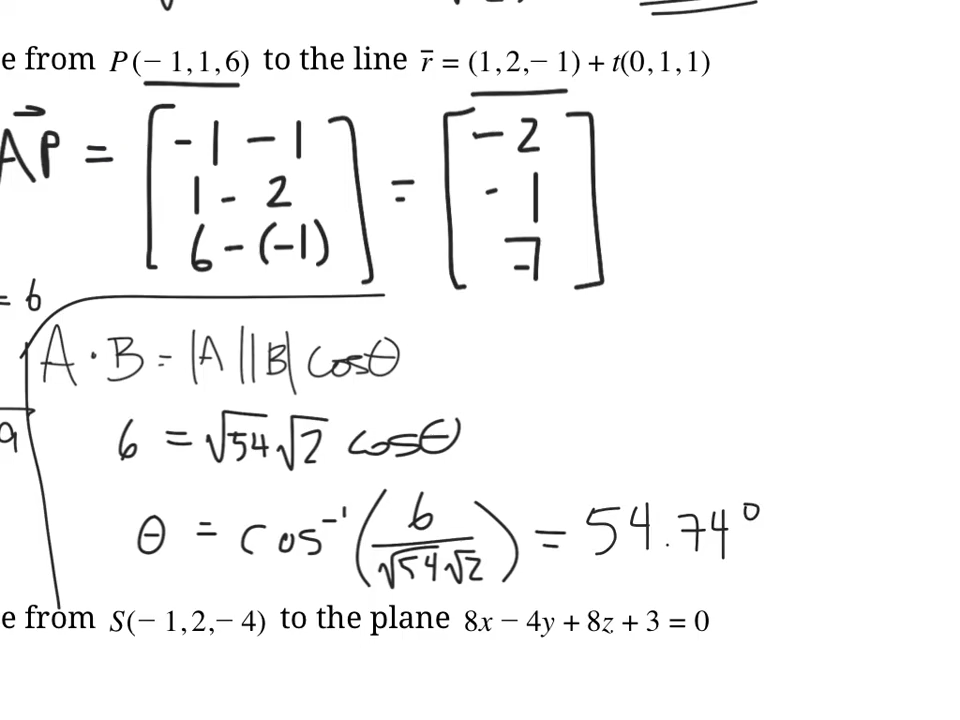 e from P(− 1,1,6) to the line r̄ = (1,2,− 1) + t(0,1,1)
AP⃗ = [-1 - 1 = [-2
1 - 2 -1
6 - (-1)] 7]
= 6
A · B = |A||B| cosθ
9 6 = √54 √2 cosθ
θ = cos⁻¹(6/(√54 √2)) = 54.74°
e from S(− 1,2,− 4) to the plane 8x − 4y + 8z + 3 = 0